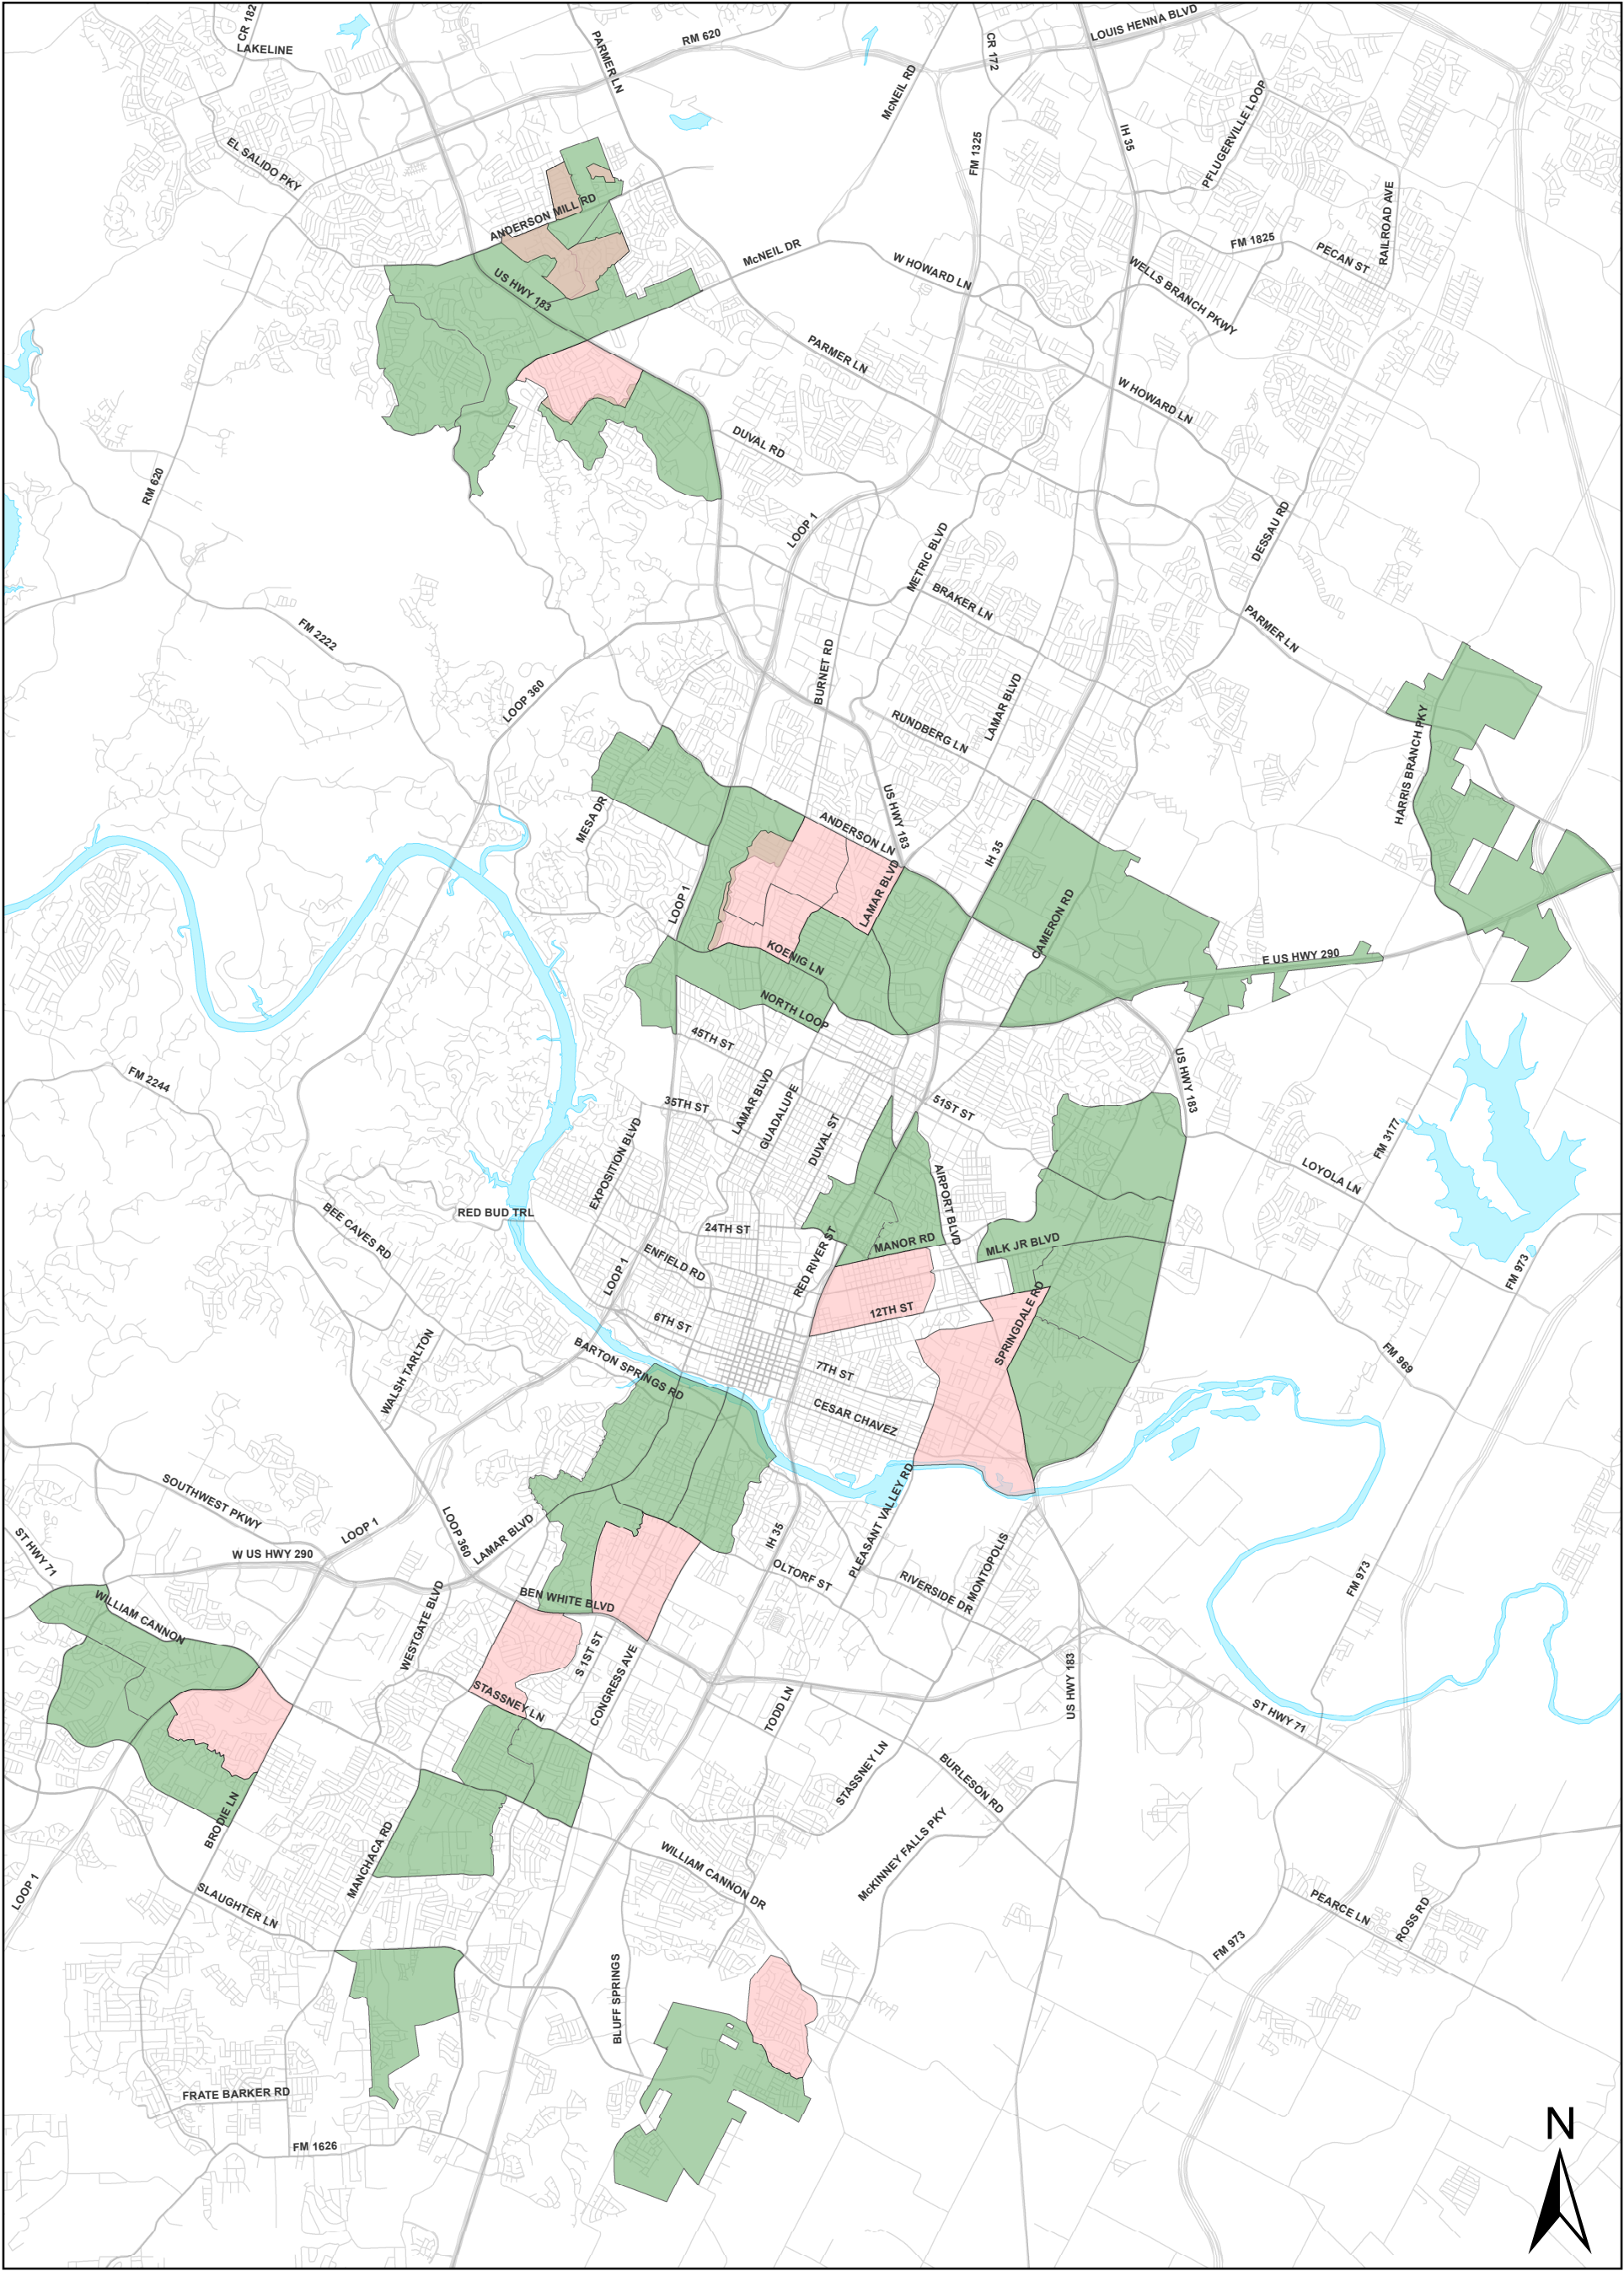 CR 182
LAKELINE
PARMER LN
RM 620
McNEIL RD
CR 172
LOUIS HENNA BLVD
IH 35
PFLUGERVILLE LOOP
FM 1325
EL SALIDO PKY
RAILROAD AVE
ANDERSON MILL RD
McNEIL DR
W HOWARD LN
FM 1825
PECAN ST
WELLS BRANCH PKWY
US HWY 183
PARMER LN
W HOWARD LN
DUVAL RD
RM 620
LOOP 1
METRIC BLVD
DESSAU RD
BRAKER LN
FM 2222
PARMER LN
BURNET RD
LOOP 360
LAMAR BLVD
RUNDBERG LN
HARRIS BRANCH PKY
MESA DR
US HWY 183
ANDERSON LN
IH 35
LOOP 1
LAMAR BLVD
CAMERON RD
KOENIG LN
E US HWY 290
NORTH LOOP
45TH ST
FM 2244
US HWY 183
35TH ST
LAMAR BLVD
GUADALUPE
51ST ST
DUVAL ST
EXPOSITION BLVD
FM 3177
LOYOLA LN
AIRPORT BLVD
RED BUD TRL
BEE CAVES RD
24TH ST
RED RIVER ST
MANOR RD
MLK JR BLVD
ENFIELD RD
LOOP 1
FM 973
12TH ST
6TH ST
SPRINGDALE RD
BARTON SPRINGS RD
7TH ST
FM 969
WALSH TARLTON
CESAR CHAVEZ
PLEASANT VALLEY RD
SOUTHWEST PKWY
LOOP 1
LOOP 360
LAMAR BLVD
IH 35
ST HWY 71
W US HWY 290
OLTORF ST
RIVERSIDE DR
MONTOPOLIS
FM 973
BEN WHITE BLVD
WILLIAM CANNON
WESTGATE BLVD
S 1ST ST
CONGRESS AVE
US HWY 183
STASSNEY LN
TODD LN
ST HWY 71
STASSNEY LN
BURLESON RD
BRODIE LN
MANCHACA RD
McKINNEY FALLS PKY
WILLIAM CANNON DR
LOOP 1
SLAUGHTER LN
PEARCE LN
ROSS RD
FM 973
BLUFF SPRINGS
FRATE BARKER RD
FM 1626
N